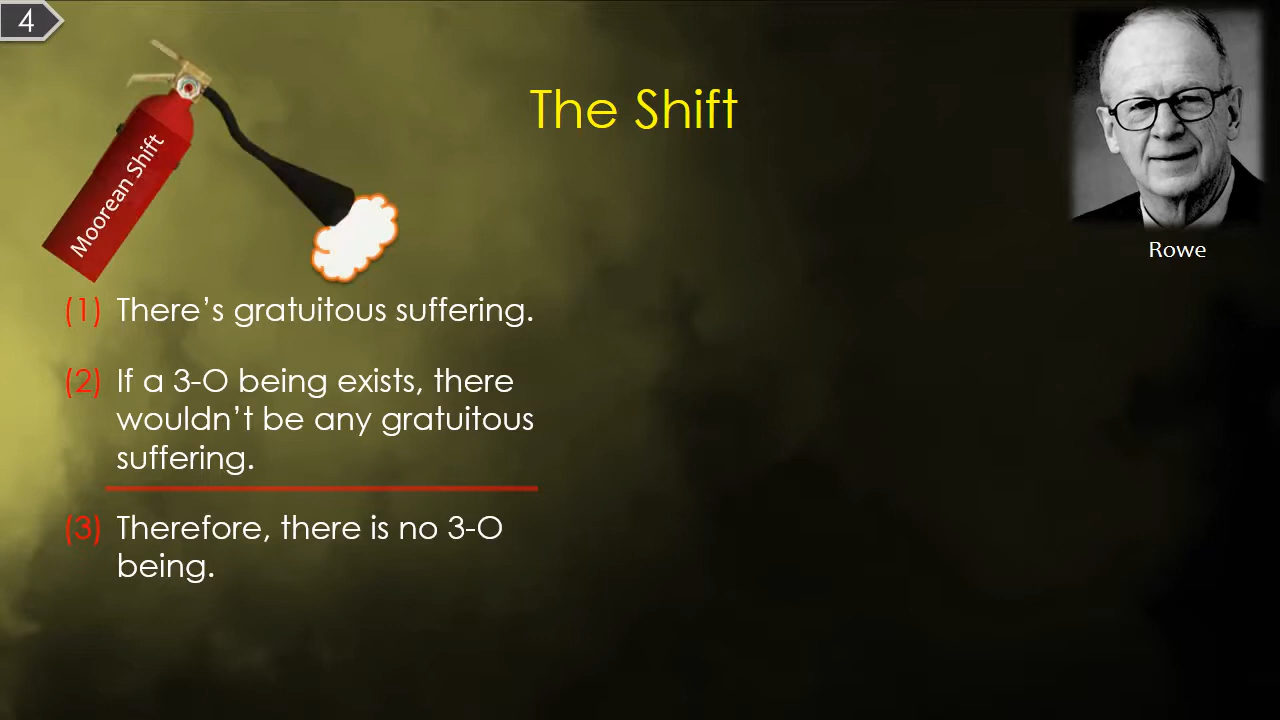 4
The Shift
Moorean Shift
Rowe
(1) There’s gratuitous suffering.
(2) If a 3-O being exists, there
wouldn’t be any gratuitous
suffering.
(3) Therefore, there is no 3-O
being.